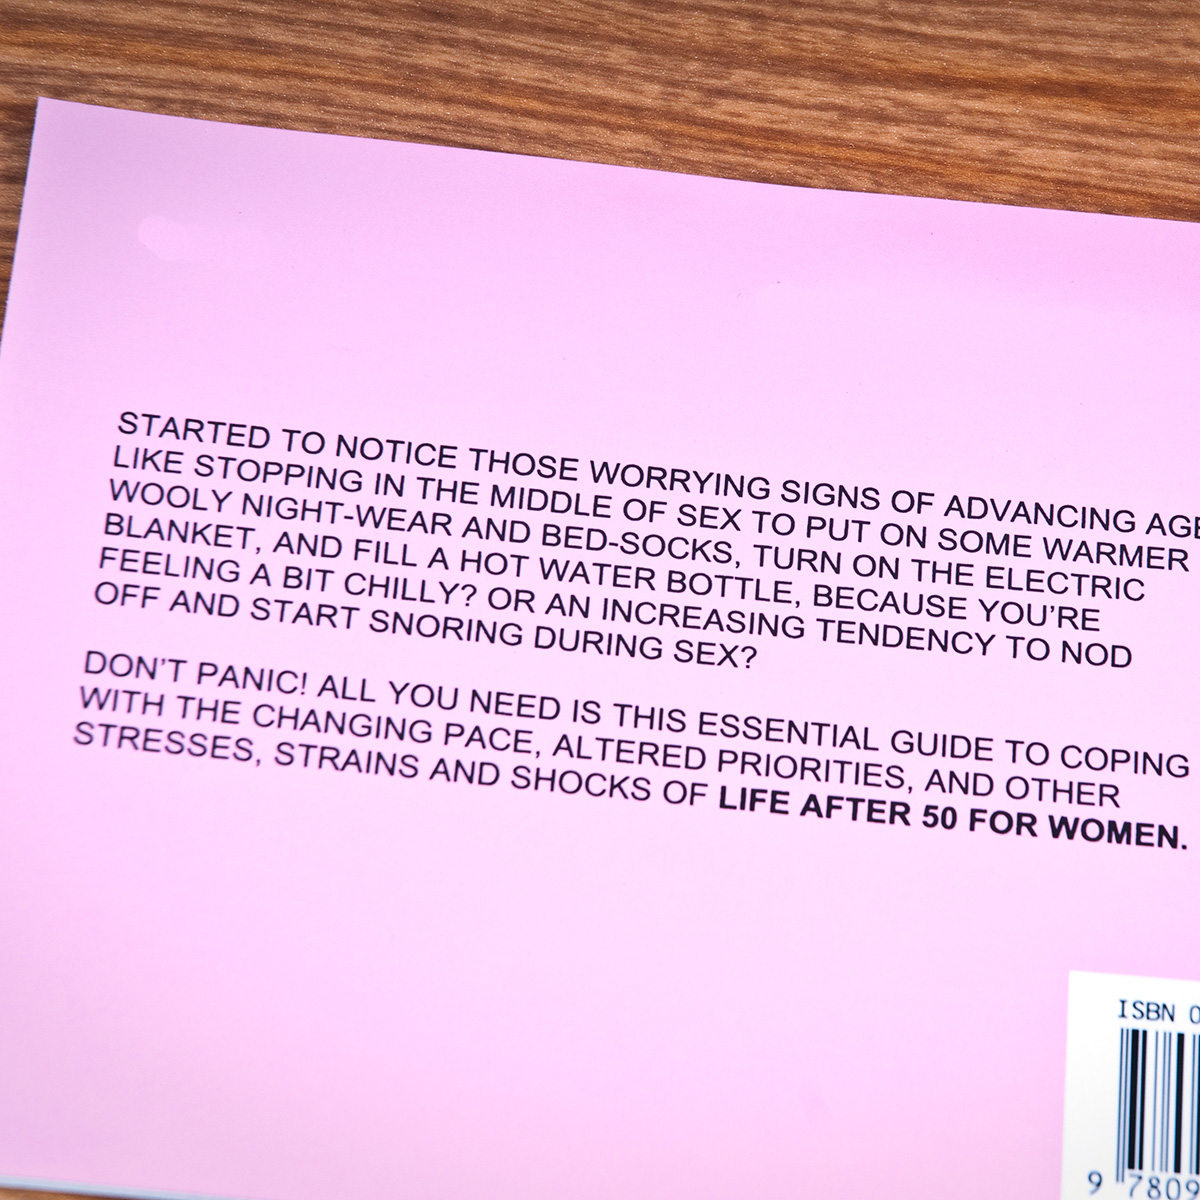 STARTED TO NOTICE THOSE WORRYING SIGNS OF ADVANCING AGE
LIKE STOPPING IN THE MIDDLE OF SEX TO PUT ON SOME WARMER
WOOLY NIGHT-WEAR AND BED-SOCKS, TURN ON THE ELECTRIC
BLANKET, AND FILL A HOT WATER BOTTLE, BECAUSE YOU'RE
FEELING A BIT CHILLY? OR AN INCREASING TENDENCY TO NOD
OFF AND START SNORING DURING SEX?
DON'T PANIC! ALL YOU NEED IS THIS ESSENTIAL GUIDE TO COPING
WITH THE CHANGING PACE, ALTERED PRIORITIES, AND OTHER
STRESSES, STRAINS AND SHOCKS OF LIFE AFTER 50 FOR WOMEN.
ISBN 0
9 7809